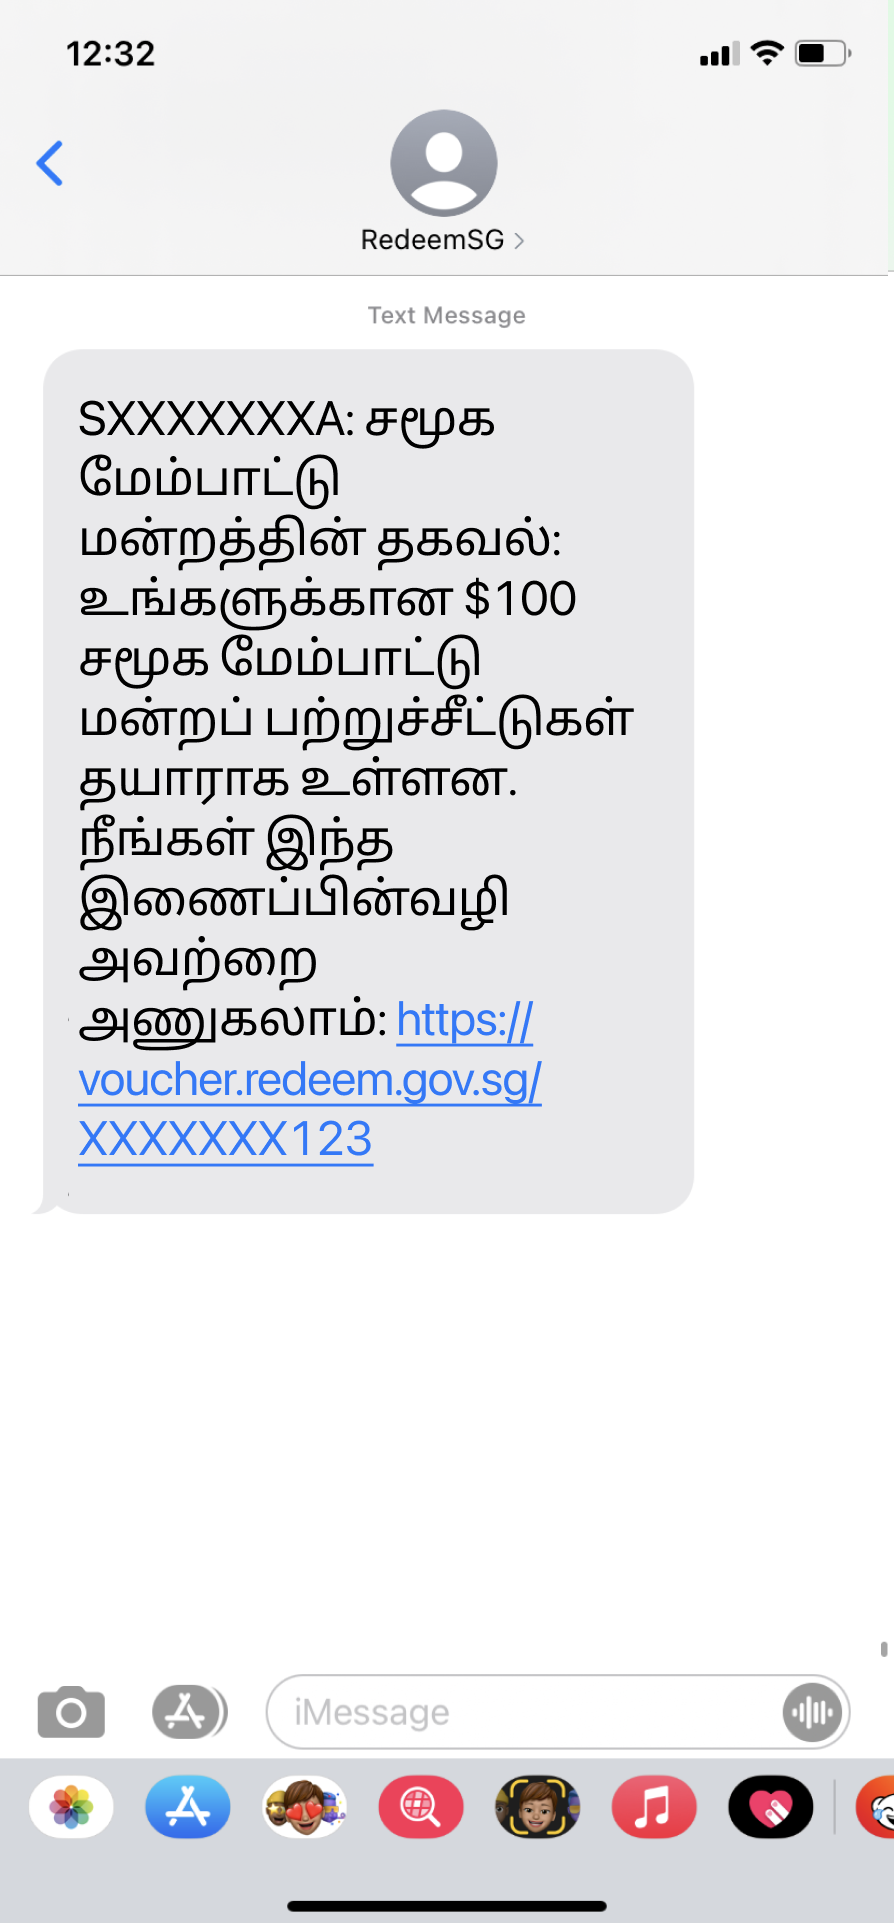 12:32
RedeemSG
Text Message
SXXXXXXXA: சமூக
மேம்பாட்டு
மன்றத்தின் தகவல்:
உங்களுக்கான $100
சமூக மேம்பாட்டு
மன்றப் பற்றுச்சீட்டுகள்
தயாராக உள்ளன.
நீங்கள் இந்த
இணைப்பின்வழி
அவற்றை
அணுகலாம்: https://
voucher.redeem.gov.sg/
XXXXXXX123
iMessage